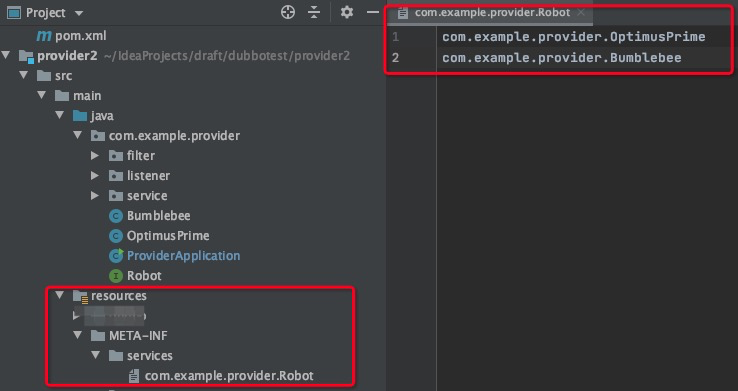 Project
pom.xml
provider2 ~/IdeaProjects/draft/dubbotest/provider2
src
main
java
com.example.provider
filter
listener
service
Bumblebee
OptimusPrime
ProviderApplication
Robot
resources
META-INF
services
com.example.provider.Robot
com.example.provider.Robot
1 com.example.provider.OptimusPrime
2 com.example.provider.Bumblebee